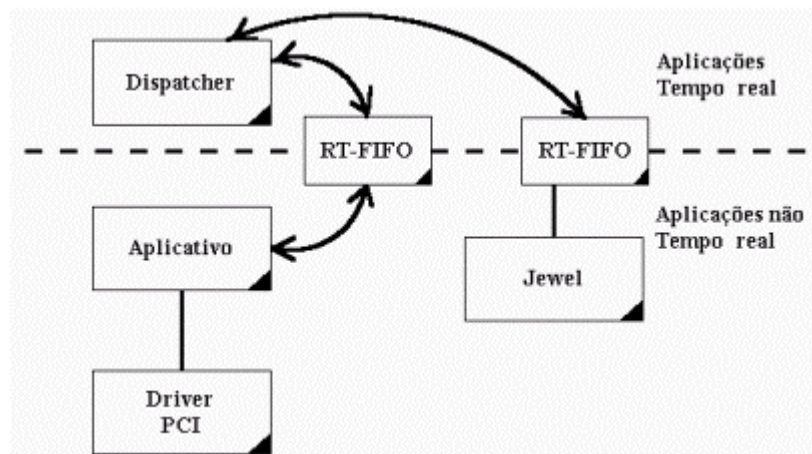 Dispatcher
Aplicações
Tempo real
RT-FIFO
RT-FIFO
Aplicações não
Tempo real
Aplicativo
Jewel
Driver
PCI